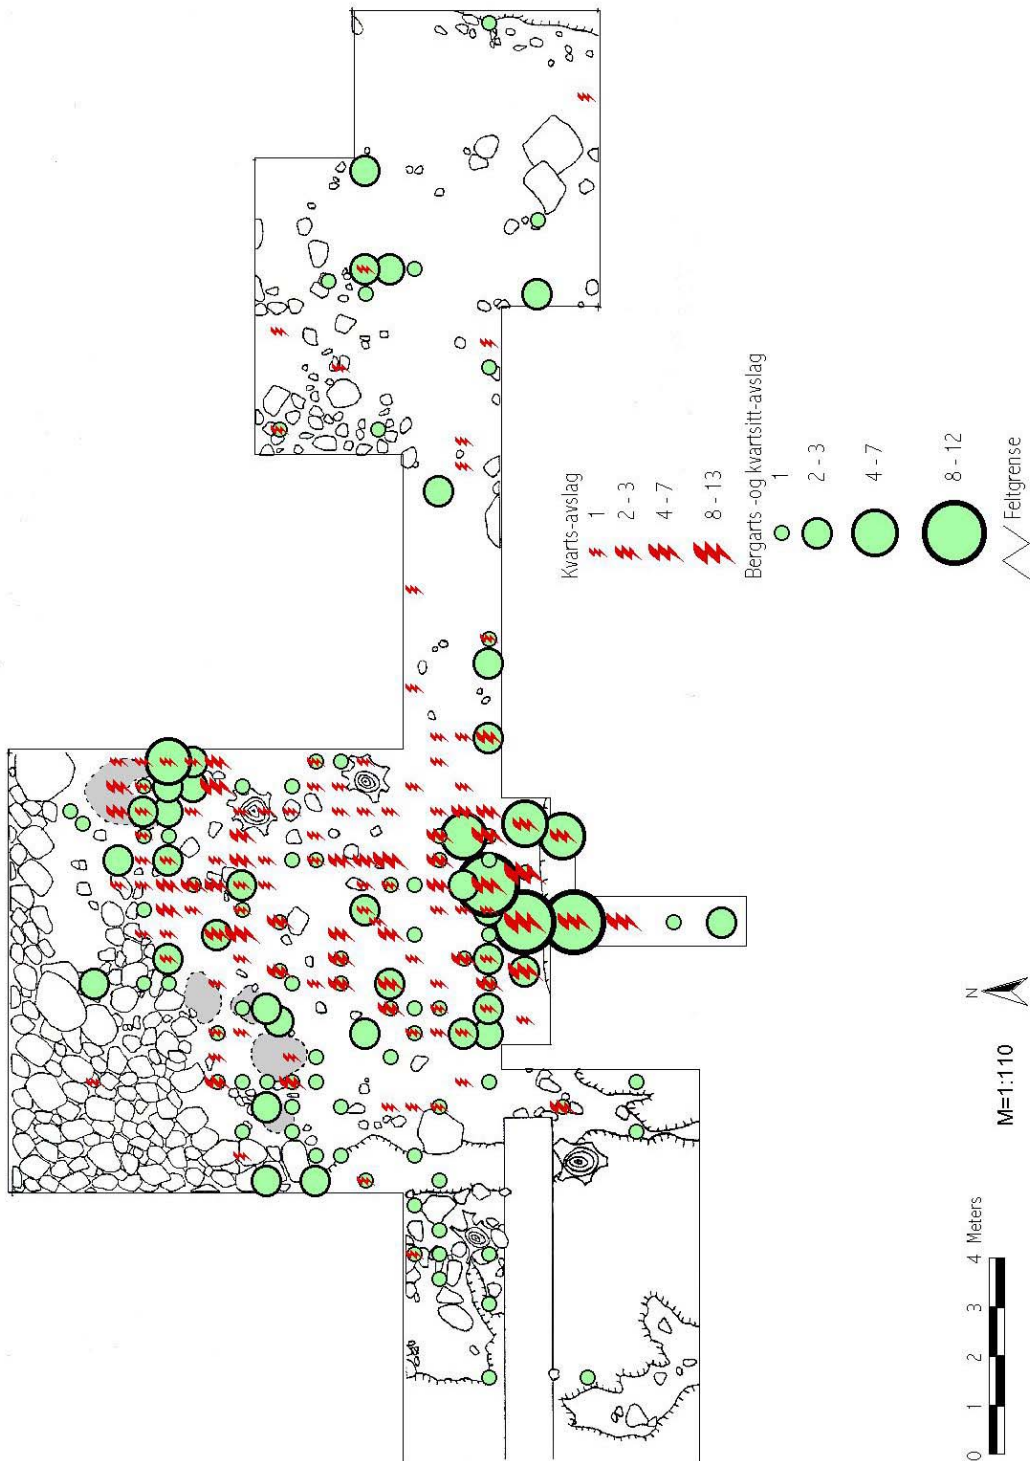 Kvarts-avslag
1
2 - 3
4 - 7
8 - 13
Bergarts -og kvartsitt-avslag
1
2 - 3
4 - 7
8 - 12
Feltgrense
N
M=1:110
0 1 2 3 4 Meters